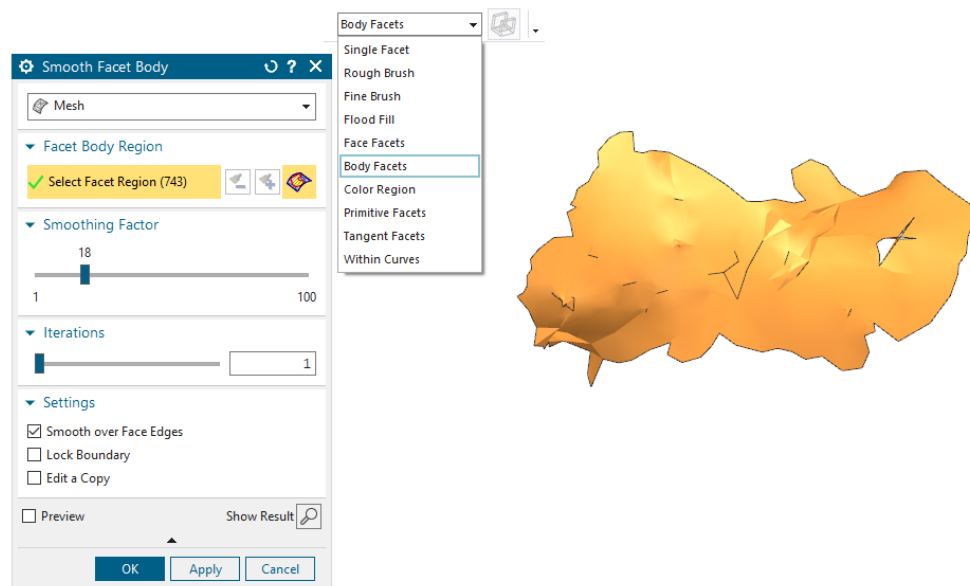 Body Facets
Single Facet
Rough Brush
Fine Brush
Flood Fill
Face Facets
Body Facets
Color Region
Primitive Facets
Tangent Facets
Within Curves
Smooth Facet Body
Mesh
Facet Body Region
Select Facet Region (743)
Smoothing Factor
18
1 100
Iterations
1
Settings
Smooth over Face Edges
Lock Boundary
Edit a Copy
Preview Show Result
OK Apply Cancel